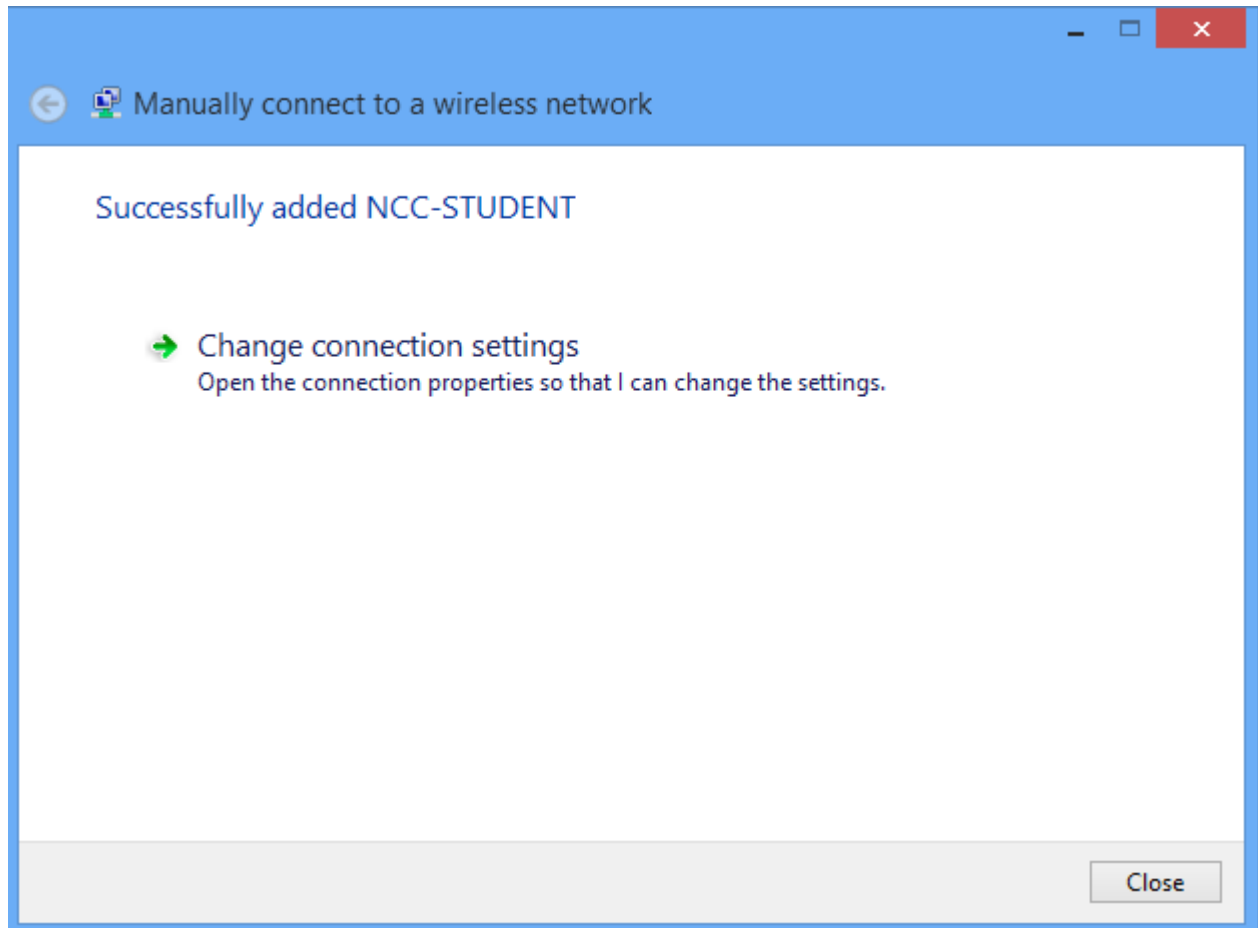 Manually connect to a wireless network
Successfully added NCC-STUDENT
Change connection settings
Open the connection properties so that I can change the settings.
Close